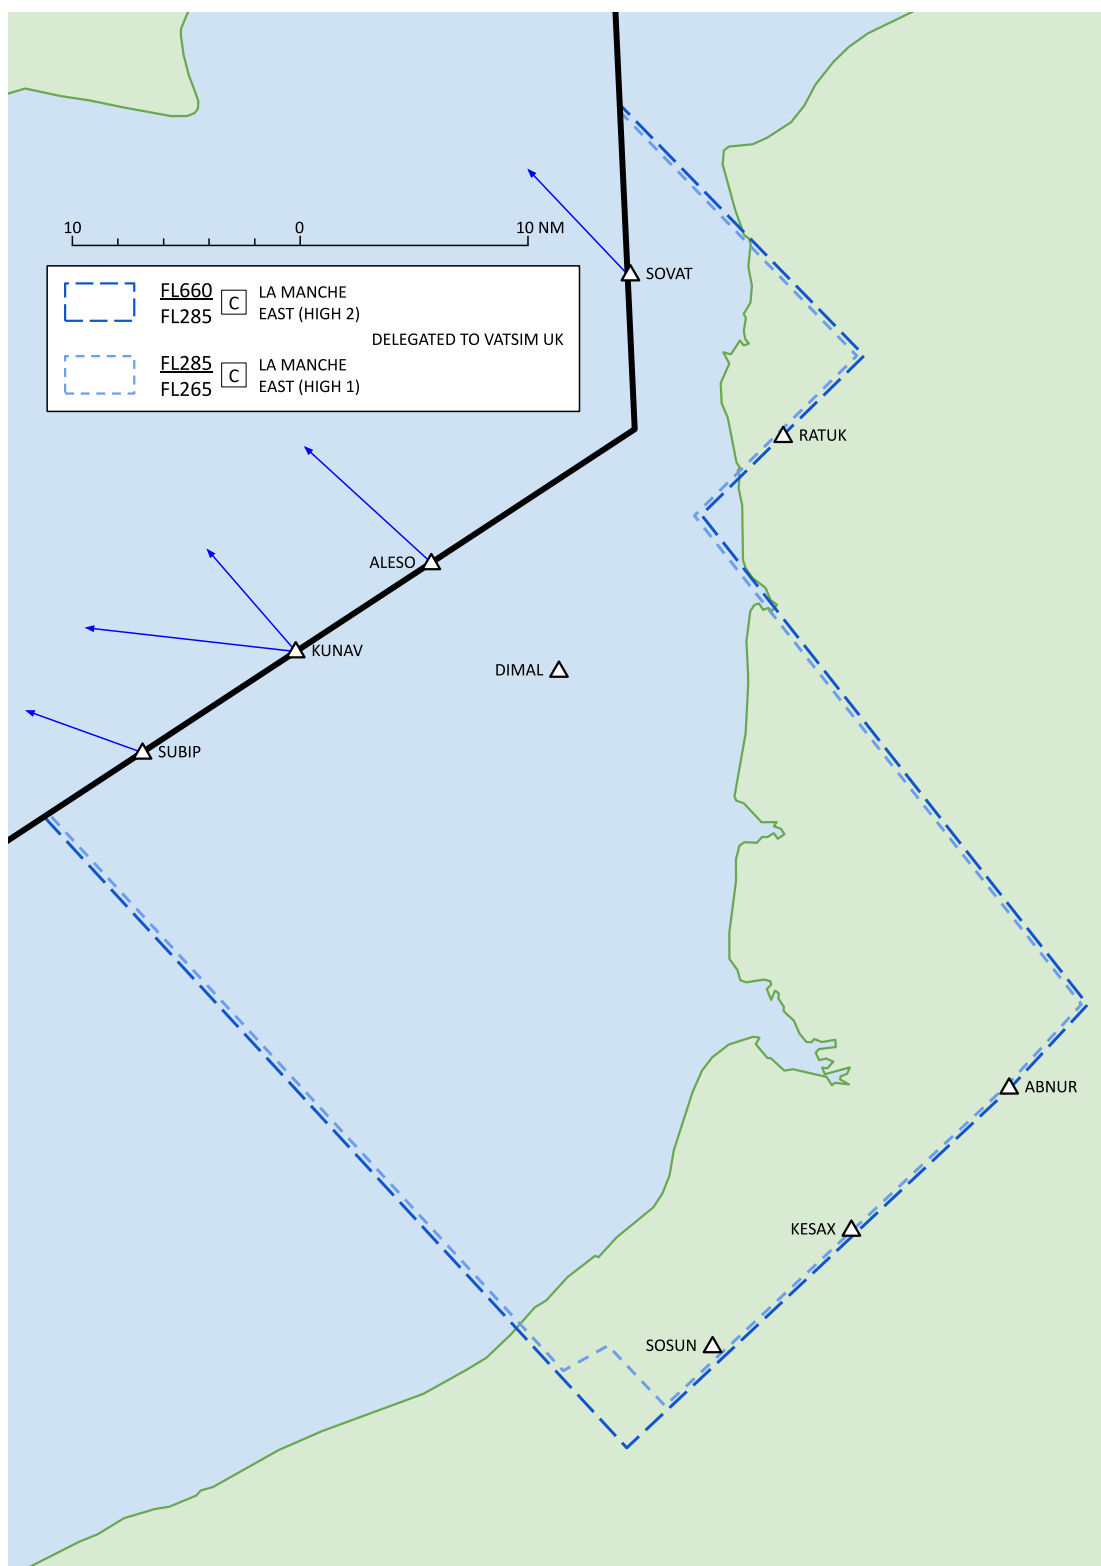 10
0
10 NM
SOVAT
FL660
FL285
C
LA MANCHE
EAST (HIGH 2)
DELEGATED TO VATSIM UK
FL285
FL265
C
LA MANCHE
EAST (HIGH 1)
RATUK
ALESO
KUNAV
DIMAL
SUBIP
ABNUR
KESAX
SOSUN